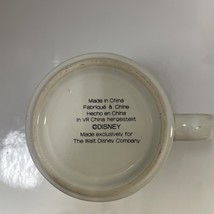 Made in China
Fabriqué à Chine
Hecho en China
in VR China hergestellt
©DISNEY
Made exclusively for
The Walt Disney Company